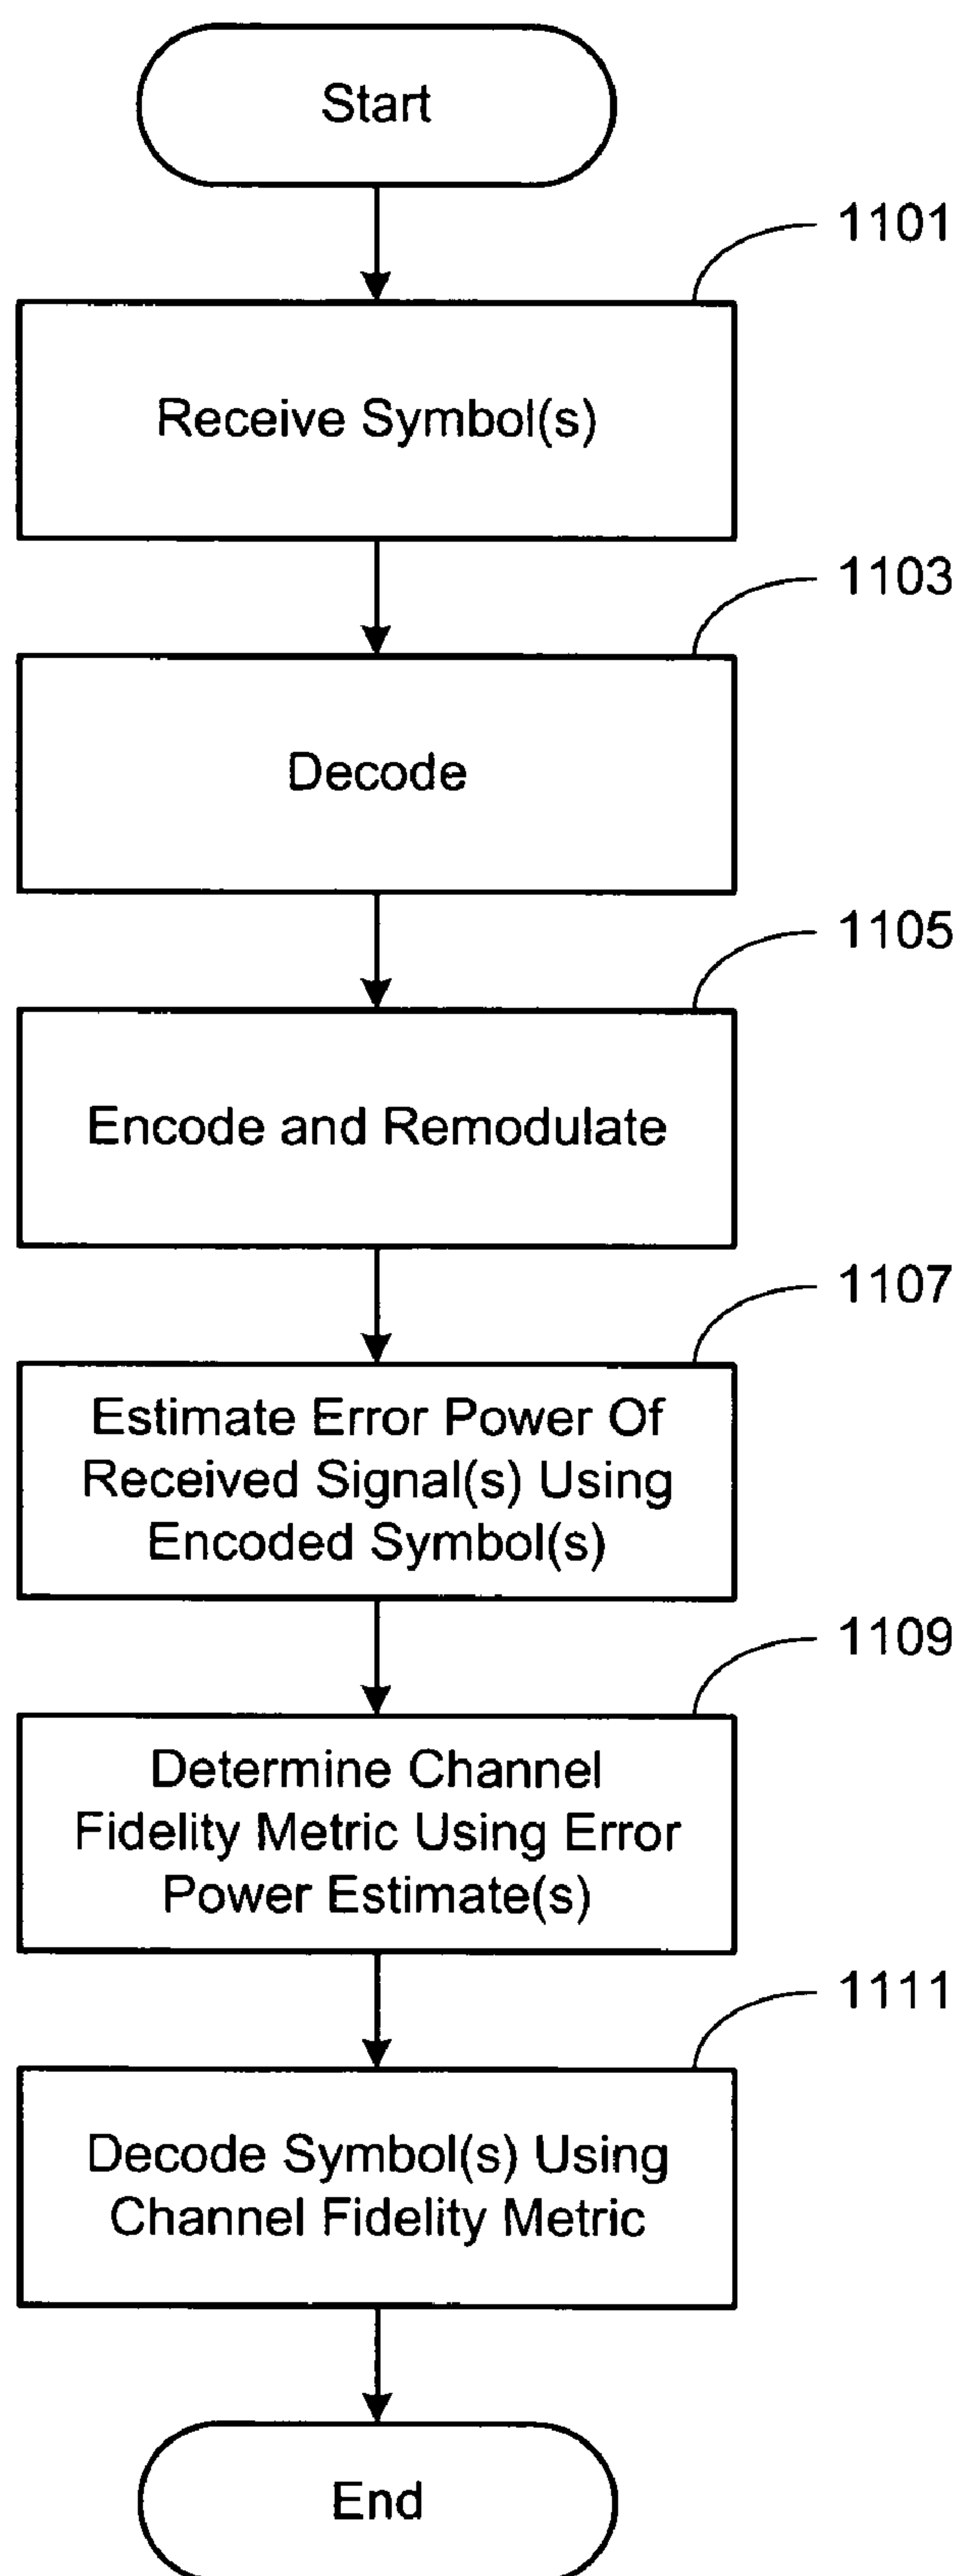 Start
1101
Receive Symbol(s)
1103
Decode
1105
Encode and Remodulate
1107
Estimate Error Power Of
Received Signal(s) Using
Encoded Symbol(s)
1109
Determine Channel
Fidelity Metric Using Error
Power Estimate(s)
1111
Decode Symbol(s) Using
Channel Fidelity Metric
End